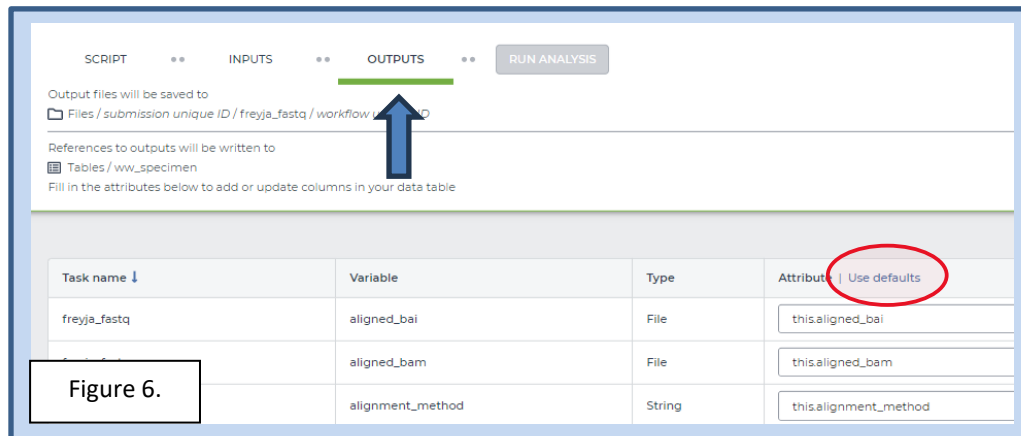 SCRIPT INPUTS OUTPUTS RUN ANALYSIS
Output files will be saved to
Files / submission unique ID / freyja_fastq / workflow ID
References to outputs will be written to
Tables / ww_specimen
Fill in the attributes below to add or update columns in your data table
Task name ↓ Variable Type Attribute | Use defaults
freyja_fastq aligned_bai File this.aligned_bai
aligned_bam File this.aligned_bam
Figure 6.
alignment_method String this.alignment_method